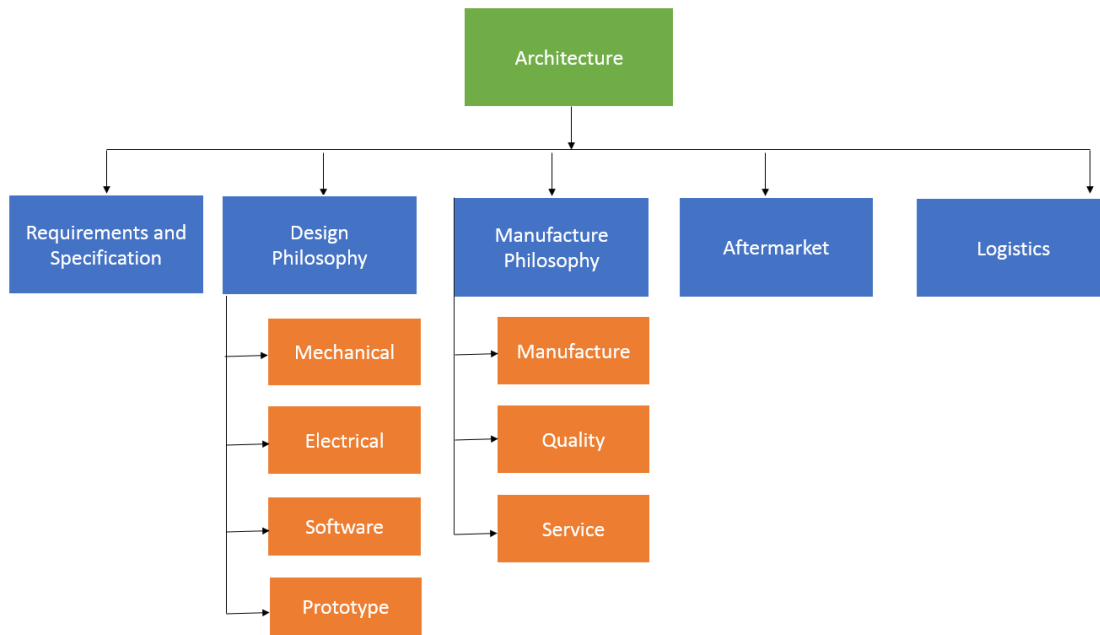 Architecture
Requirements and
Specification
Design
Philosophy
Manufacture
Philosophy
Aftermarket
Logistics
Mechanical
Electrical
Software
Prototype
Manufacture
Quality
Service